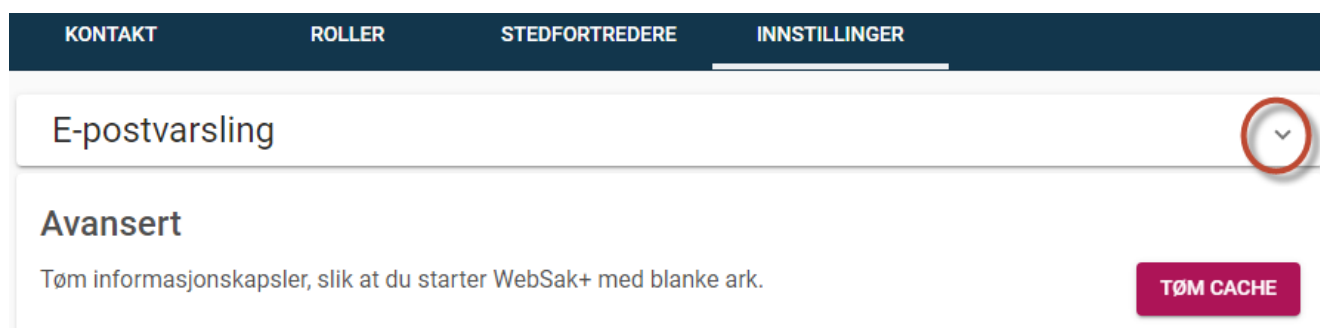 KONTAKT ROLLER STEDFORTREDERE INNSTILLINGER
E-postvarsling
Avansert
Tøm informasjonskapsler, slik at du starter WebSak+ med blanke ark.
TØM CACHE